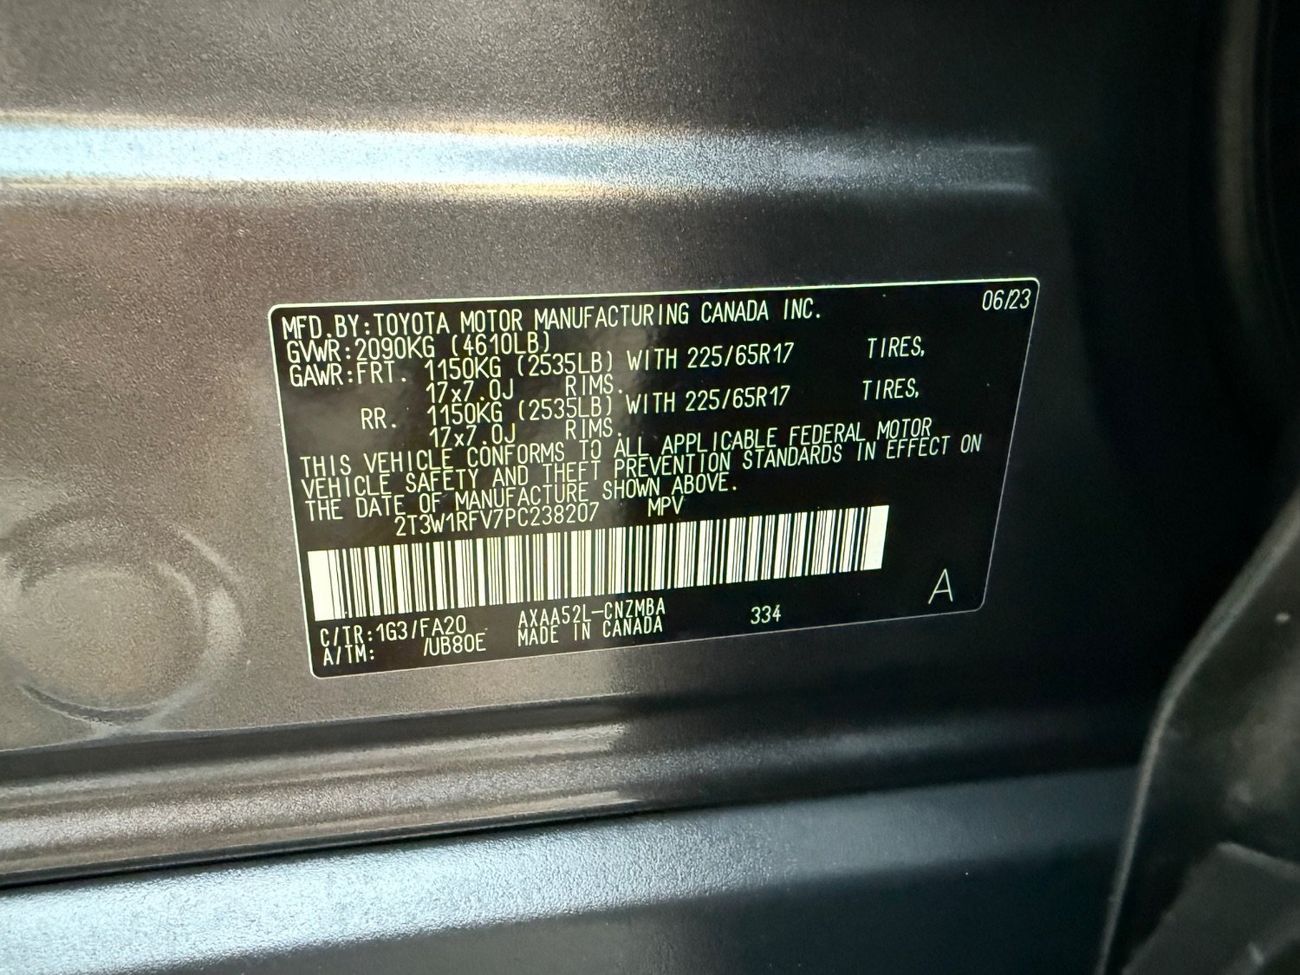 MFD.BY:TOYOTA MOTOR MANUFACTURING CANADA INC. 06/23
GVWR:2090KG (4610LB)
GAWR:FRT. 1150KG (2535LB) WITH 225/65R17 TIRES,
17x7.0J RIMS.
RR. 1150KG (2535LB) WITH 225/65R17 TIRES,
17x7.0J RIMS.
THIS VEHICLE CONFORMS TO ALL APPLICABLE FEDERAL MOTOR
VEHICLE SAFETY AND THEFT PREVENTION STANDARDS IN EFFECT ON
THE DATE OF MANUFACTURE SHOWN ABOVE.
2T3W1RFV7PC238207 MPV
C/TR:1G3/FA20 AXAA52L-CNZMBA 334 A
A/TM: /UB80E MADE IN CANADA